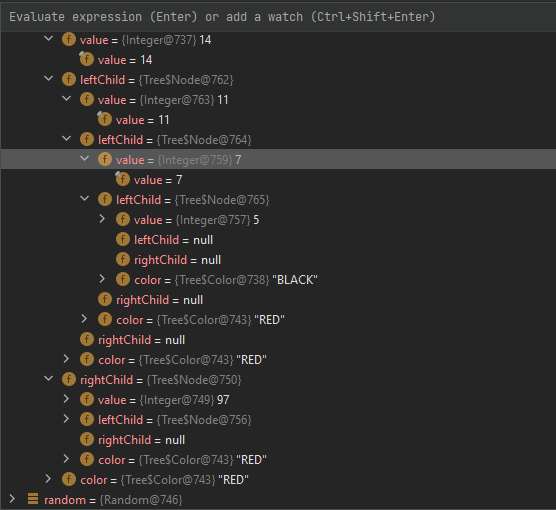 Evaluate expression (Enter) or add a watch (Ctrl+Shift+Enter)
value = {Integer@737} 14
value = 14
leftChild = {Tree$Node@762}
value = {Integer@763} 11
value = 11
leftChild = {Tree$Node@764}
value = {Integer@759} 7
value = 7
leftChild = {Tree$Node@765}
value = {Integer@757} 5
leftChild = null
rightChild = null
color = {Tree$Color@738} "BLACK"
rightChild = null
color = {Tree$Color@743} "RED"
rightChild = null
color = {Tree$Color@743} "RED"
rightChild = {Tree$Node@750}
value = {Integer@749} 97
leftChild = {Tree$Node@756}
rightChild = null
color = {Tree$Color@743} "RED"
color = {Tree$Color@743} "RED"
random = {Random@746}